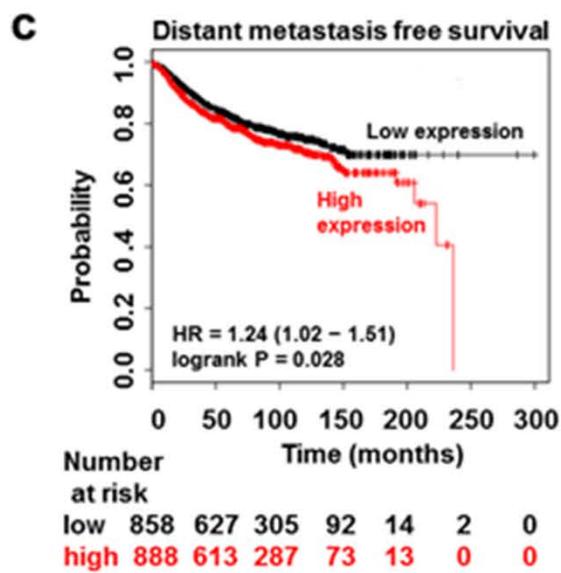 C
Distant metastasis free survival
1.0
0.8
0.6
0.4
0.2
0.0
Probability
Low expression
High
expression
HR = 1.24 (1.02 − 1.51)
logrank P = 0.028
0 50 100 150 200 250 300
Time (months)
Number
at risk
low 858 627 305 92 14 2 0
high 888 613 287 73 13 0 0